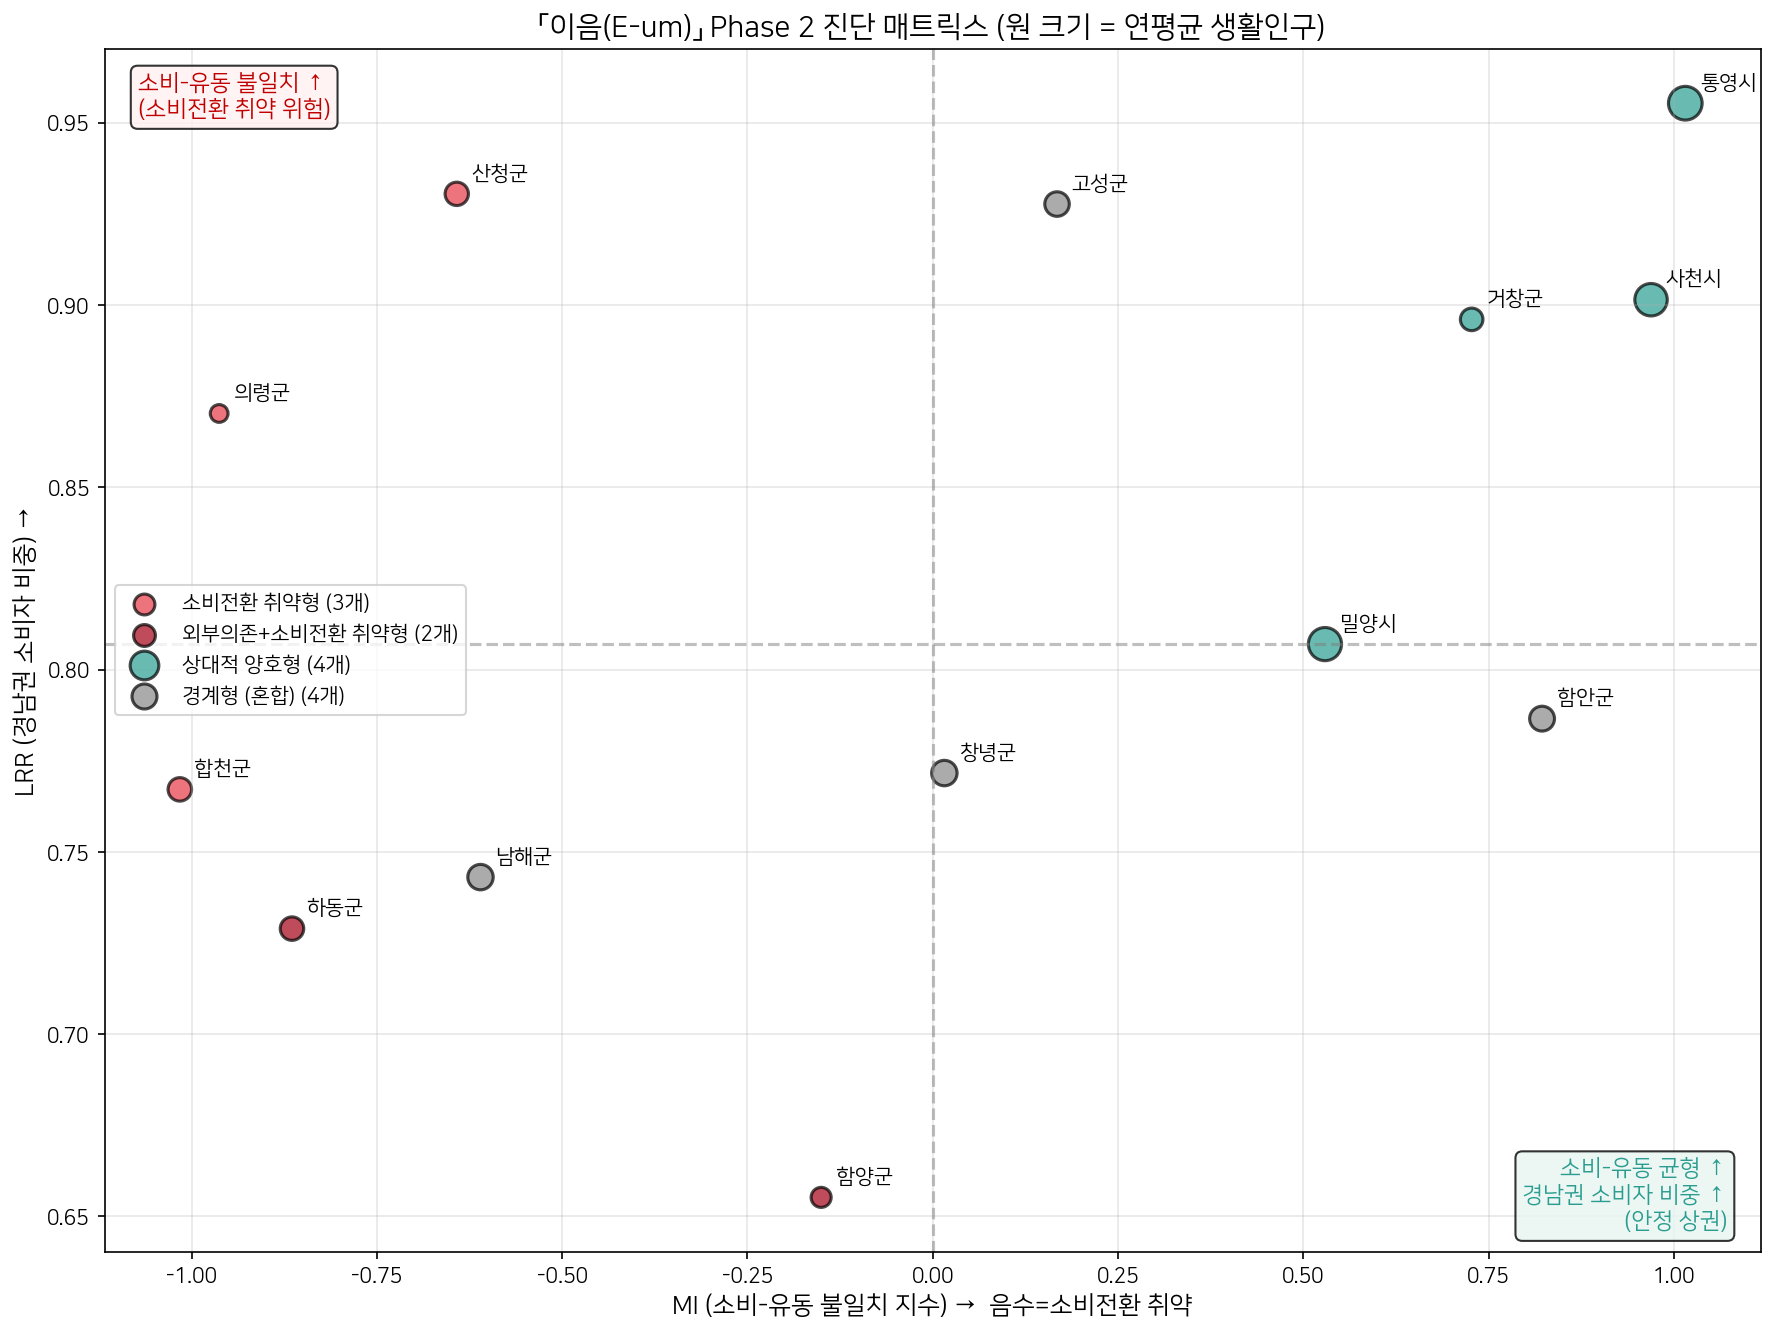 「이음(E-um)」 Phase 2 진단 매트릭스 (원 크기 = 연평균 생활인구)
소비-유동 불일치 ↑
(소비전환 취약 위험)
통영시
산청군
고성군
사천시
거창군
의령군
밀양시
함안군
창녕군
합천군
남해군
하동군
함양군
소비전환 취약형 (3개)
외부의존+소비전환 취약형 (2개)
상대적 양호형 (4개)
경계형 (혼합) (4개)
소비-유동 균형 ↑
경남권 소비자 비중 ↑
(안정 상권)
LRR (경남권 소비자 비중) →
0.95
0.90
0.85
0.80
0.75
0.70
0.65
-1.00
-0.75
-0.50
-0.25
0.00
0.25
0.50
0.75
1.00
MI (소비-유동 불일치 지수) → 음수=소비전환 취약